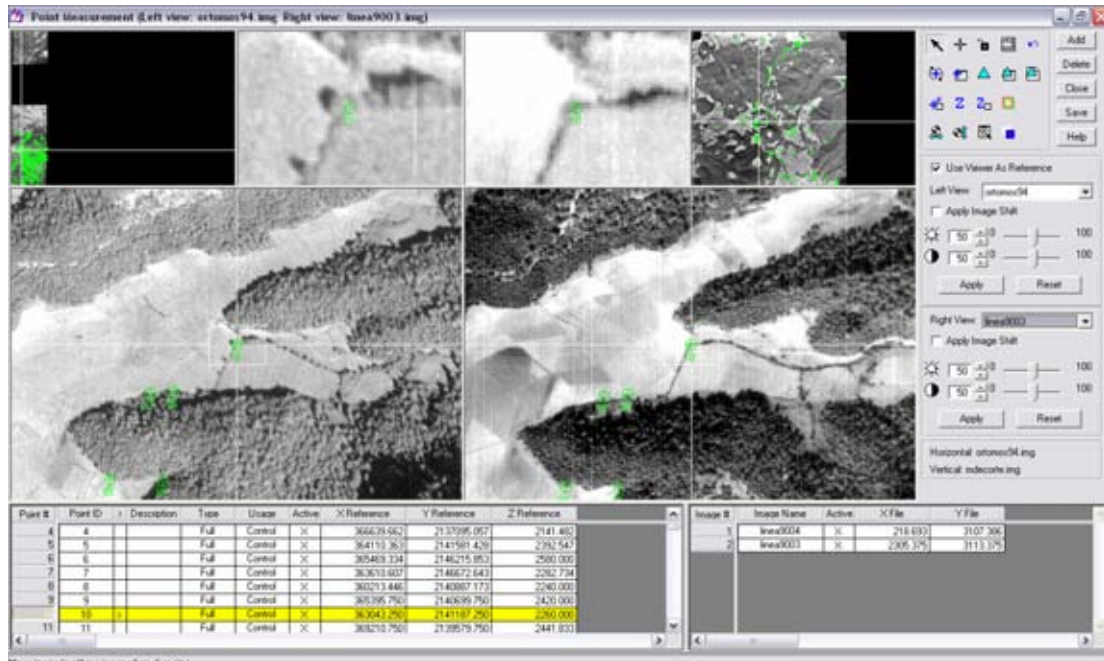 Point Measurement (Left view: ortomos94.img Right view: linea9003.img)
Add
Delete
Close
Save
Help
Use Viewer As Reference
Left View: ortomos94
Apply Image Shift
50 0 100
50 0 100
Apply Reset
Right View: linea9003
Apply Image Shift
50 0 100
50 0 100
Apply Reset
Horizontal: ortomos94.img
Vertical: mdecorte.img
Point # Point ID > Description Type Usage Active X Reference Y Reference Z Reference
4 4 Full Control X 366639.662 2137095.057 2141.482
5 5 Full Control X 364110.363 2141581.428 2392.547
6 6 Full Control X 365469.334 2146215.853 2580.000
7 7 Full Control X 363610.607 2146672.643 2282.734
8 8 Full Control X 360213.446 2140887.173 2240.000
9 9 Full Control X 365395.750 2140699.750 2420.000
10 > Full Control X 363043.250 2141187.250 2260.000
11 11 Full Control X 369210.750 2139579.750 2441.833
Image # Image Name Active X File Y File
1 linea9004 X 218.693 3107.386
2 linea9003 X 2305.375 3113.375